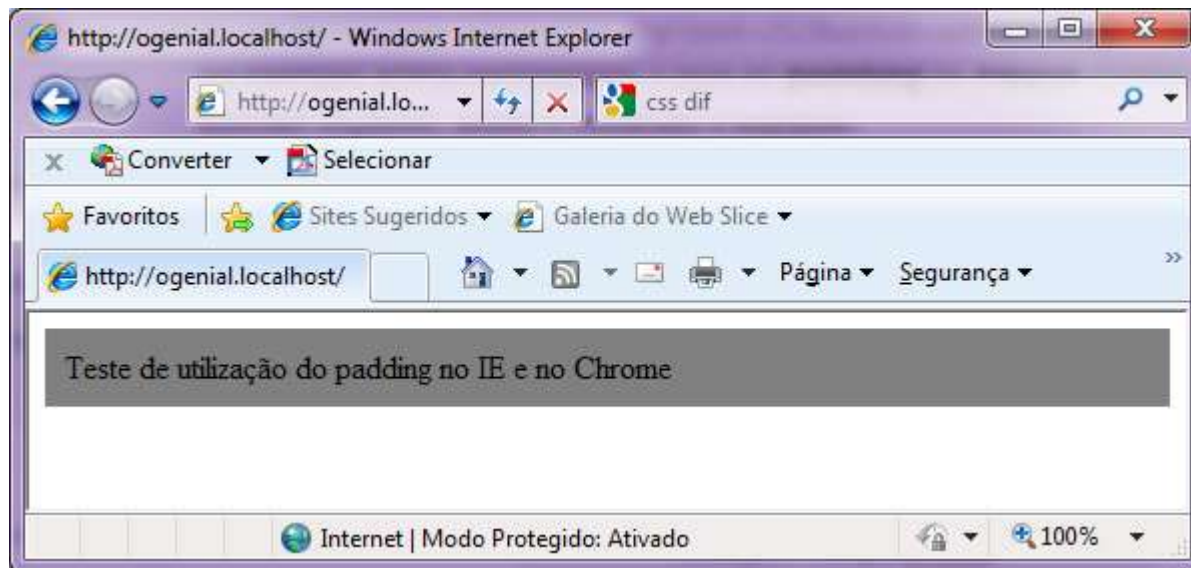 http://ogenial.localhost/ - Windows Internet Explorer
http://ogenial.lo... css dif
x Converter Selecionar
Favoritos Sites Sugeridos Galeria do Web Slice
http://ogenial.localhost/ Página Segurança »
Teste de utilização do padding no IE e no Chrome
Internet | Modo Protegido: Ativado 100%